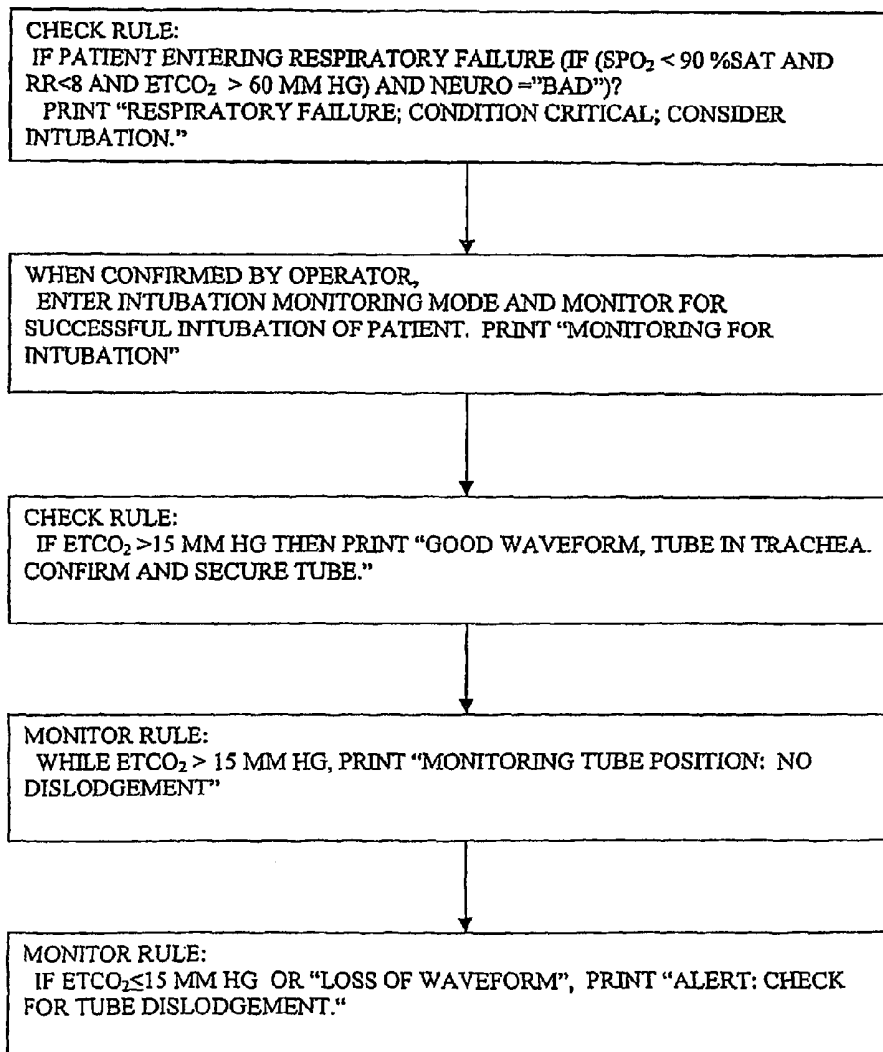 CHECK RULE:
IF PATIENT ENTERING RESPIRATORY FAILURE (IF (SPO₂ < 90 %SAT AND
RR<8 AND ETCO₂ > 60 MM HG) AND NEURO ="BAD")?
PRINT “RESPIRATORY FAILURE; CONDITION CRITICAL; CONSIDER
INTUBATION.”
WHEN CONFIRMED BY OPERATOR,
ENTER INTUBATION MONITORING MODE AND MONITOR FOR
SUCCESSFUL INTUBATION OF PATIENT. PRINT “MONITORING FOR
INTUBATION”
CHECK RULE:
IF ETCO₂ >15 MM HG THEN PRINT “GOOD WAVEFORM, TUBE IN TRACHEA.
CONFIRM AND SECURE TUBE.”
MONITOR RULE:
WHILE ETCO₂ > 15 MM HG, PRINT “MONITORING TUBE POSITION: NO
DISLODGEMENT”
MONITOR RULE:
IF ETCO₂≤15 MM HG OR “LOSS OF WAVEFORM”, PRINT “ALERT: CHECK
FOR TUBE DISLODGEMENT.“